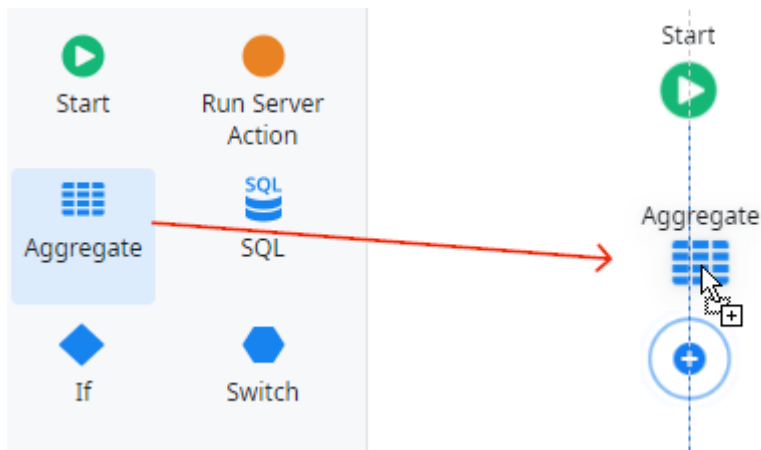 Start
Run Server
Action
Aggregate
SQL
SQL
If
Switch
Start
Aggregate